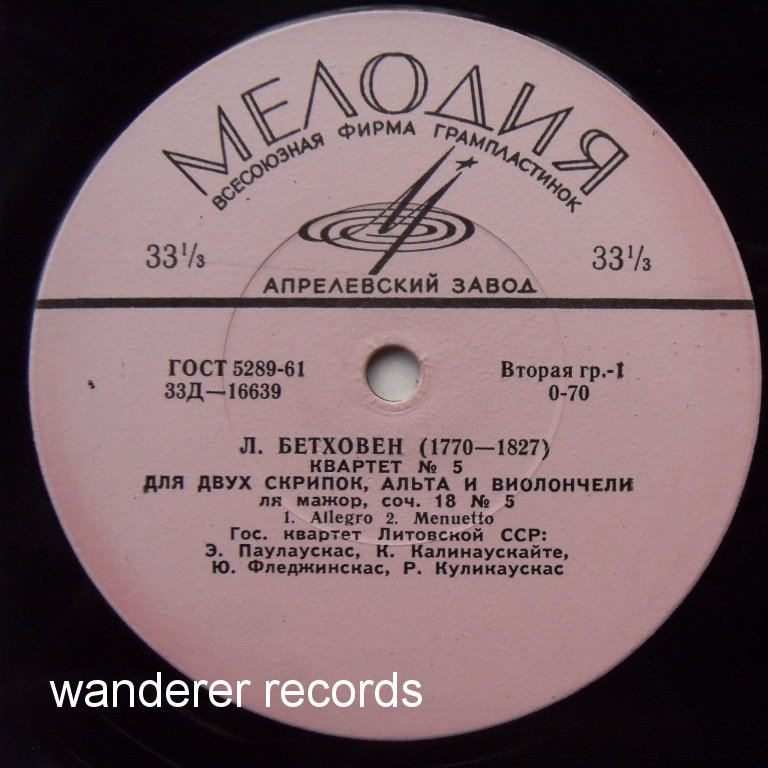 МЕЛОДИЯ
ВСЕСОЮЗНАЯ ФИРМА ГРАМПЛАСТИНОК
33⅓ 33⅓
АПРЕЛЕВСКИЙ ЗАВОД
ГОСТ 5289-61 Вторая гр.-1
33Д—16639 0-70
Л. БЕТХОВЕН (1770—1827)
КВАРТЕТ № 5
ДЛЯ ДВУХ СКРИПОК, АЛЬТА И ВИОЛОНЧЕЛИ
ля мажор, соч. 18 № 5
1. Allegro 2. Menuetto
Гос. квартет Литовской ССР:
Э. Паулаускас, К. Калинаускайте,
Ю. Фледжинскас, Р. Куликаускас
wanderer records